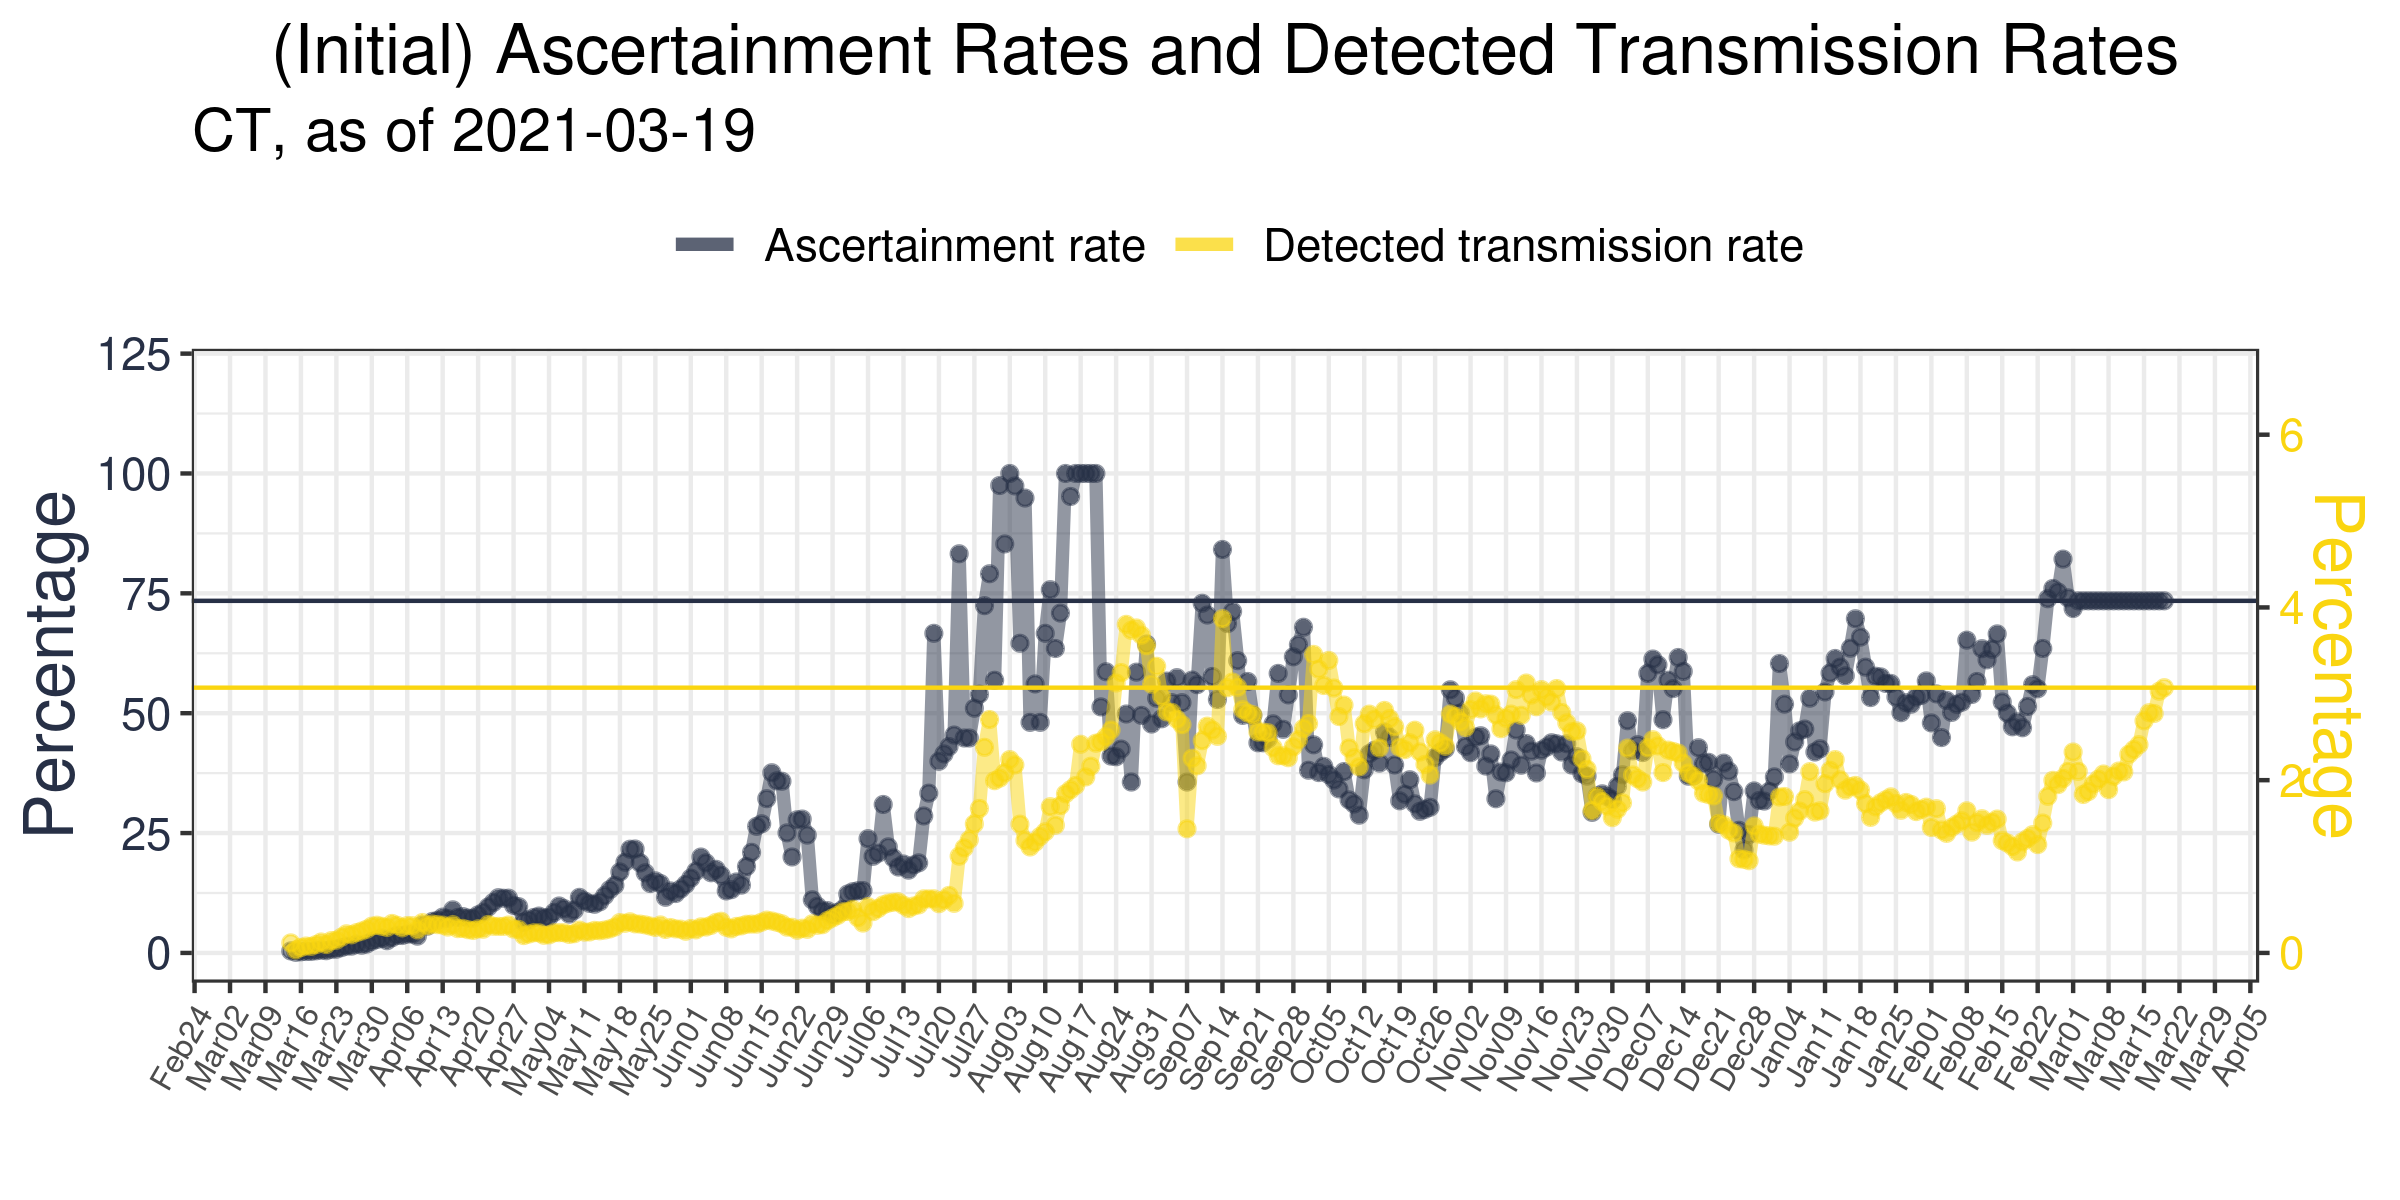 (Initial) Ascertainment Rates and Detected Transmission Rates
CT, as of 2021-03-19
Ascertainment rate Detected transmission rate
125
100
75
50
25
0
Percentage
6
4
2
0
Percentage
Feb24 Mar02 Mar09 Mar16 Mar23 Mar30 Apr06 Apr13 Apr20 Apr27 May04 May11 May18 May25 Jun01 Jun08 Jun15 Jun22 Jun29 Jul06 Jul13 Jul20 Jul27 Aug03 Aug10 Aug17 Aug24 Aug31 Sep07 Sep14 Sep21 Sep28 Oct05 Oct12 Oct19 Oct26 Nov02 Nov09 Nov16 Nov23 Nov30 Dec07 Dec14 Dec21 Dec28 Jan04 Jan11 Jan18 Jan25 Feb01 Feb08 Feb15 Feb22 Mar01 Mar08 Mar15 Mar22 Mar29 Apr05